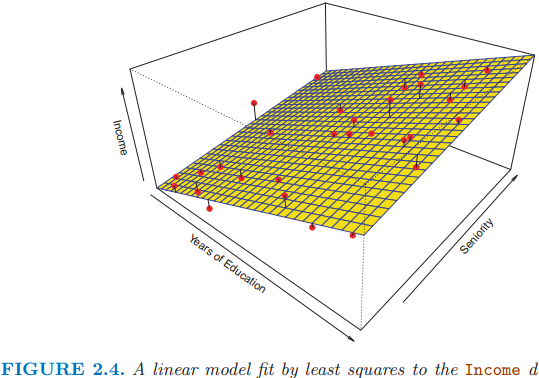 Income
Years of Education
Seniority
FIGURE 2.4. A linear model fit by least squares to the Income d